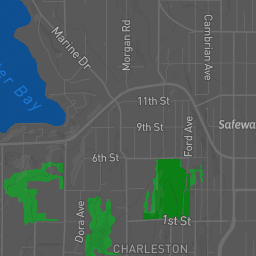 Morgan Rd
Cambrian Ave
Marine Dr
Bay
11th St
9th St
Ford Ave
Safewa
6th St
Dora Ave
1st St
CHARLESTON